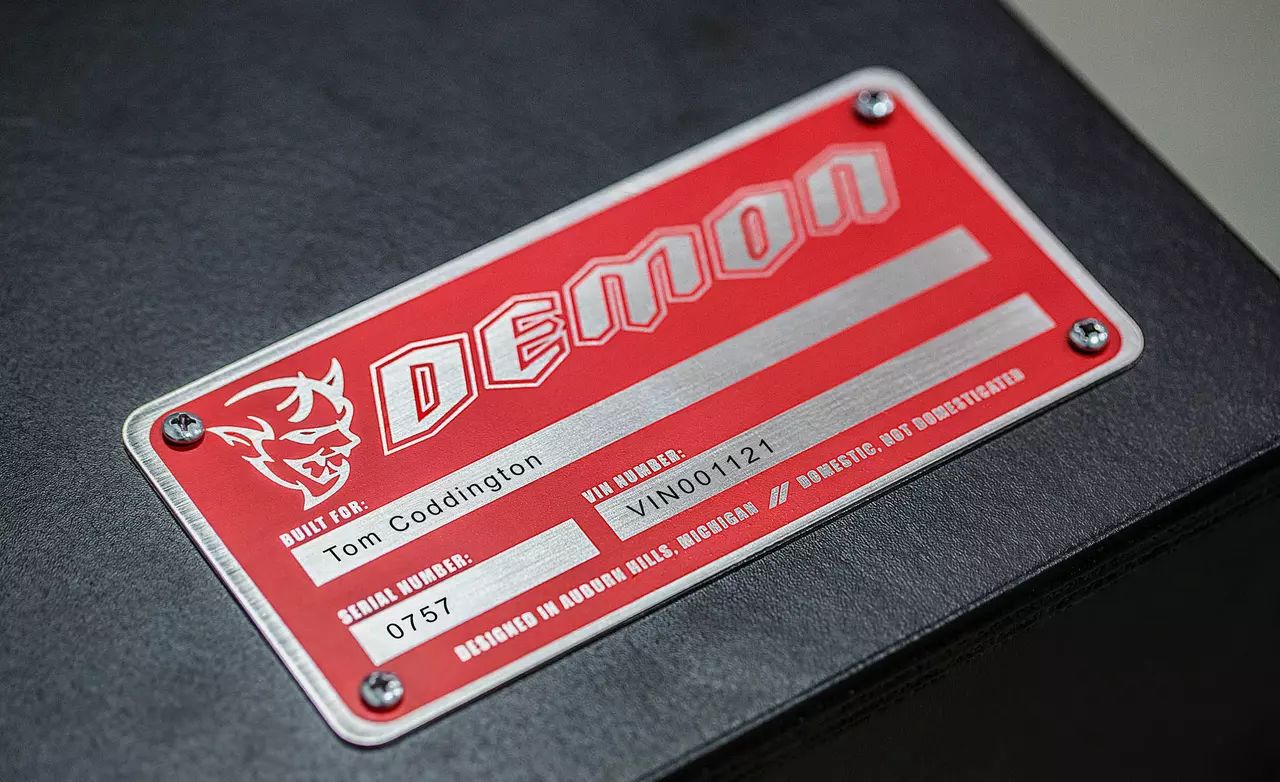 DEMON
BUILT FOR:
Tom Coddington
SERIAL NUMBER:
0757
VIN NUMBER:
VIN001121
DESIGNED IN AUBURN HILLS, MICHIGAN // DOMESTIC, NOT DOMESTICATED